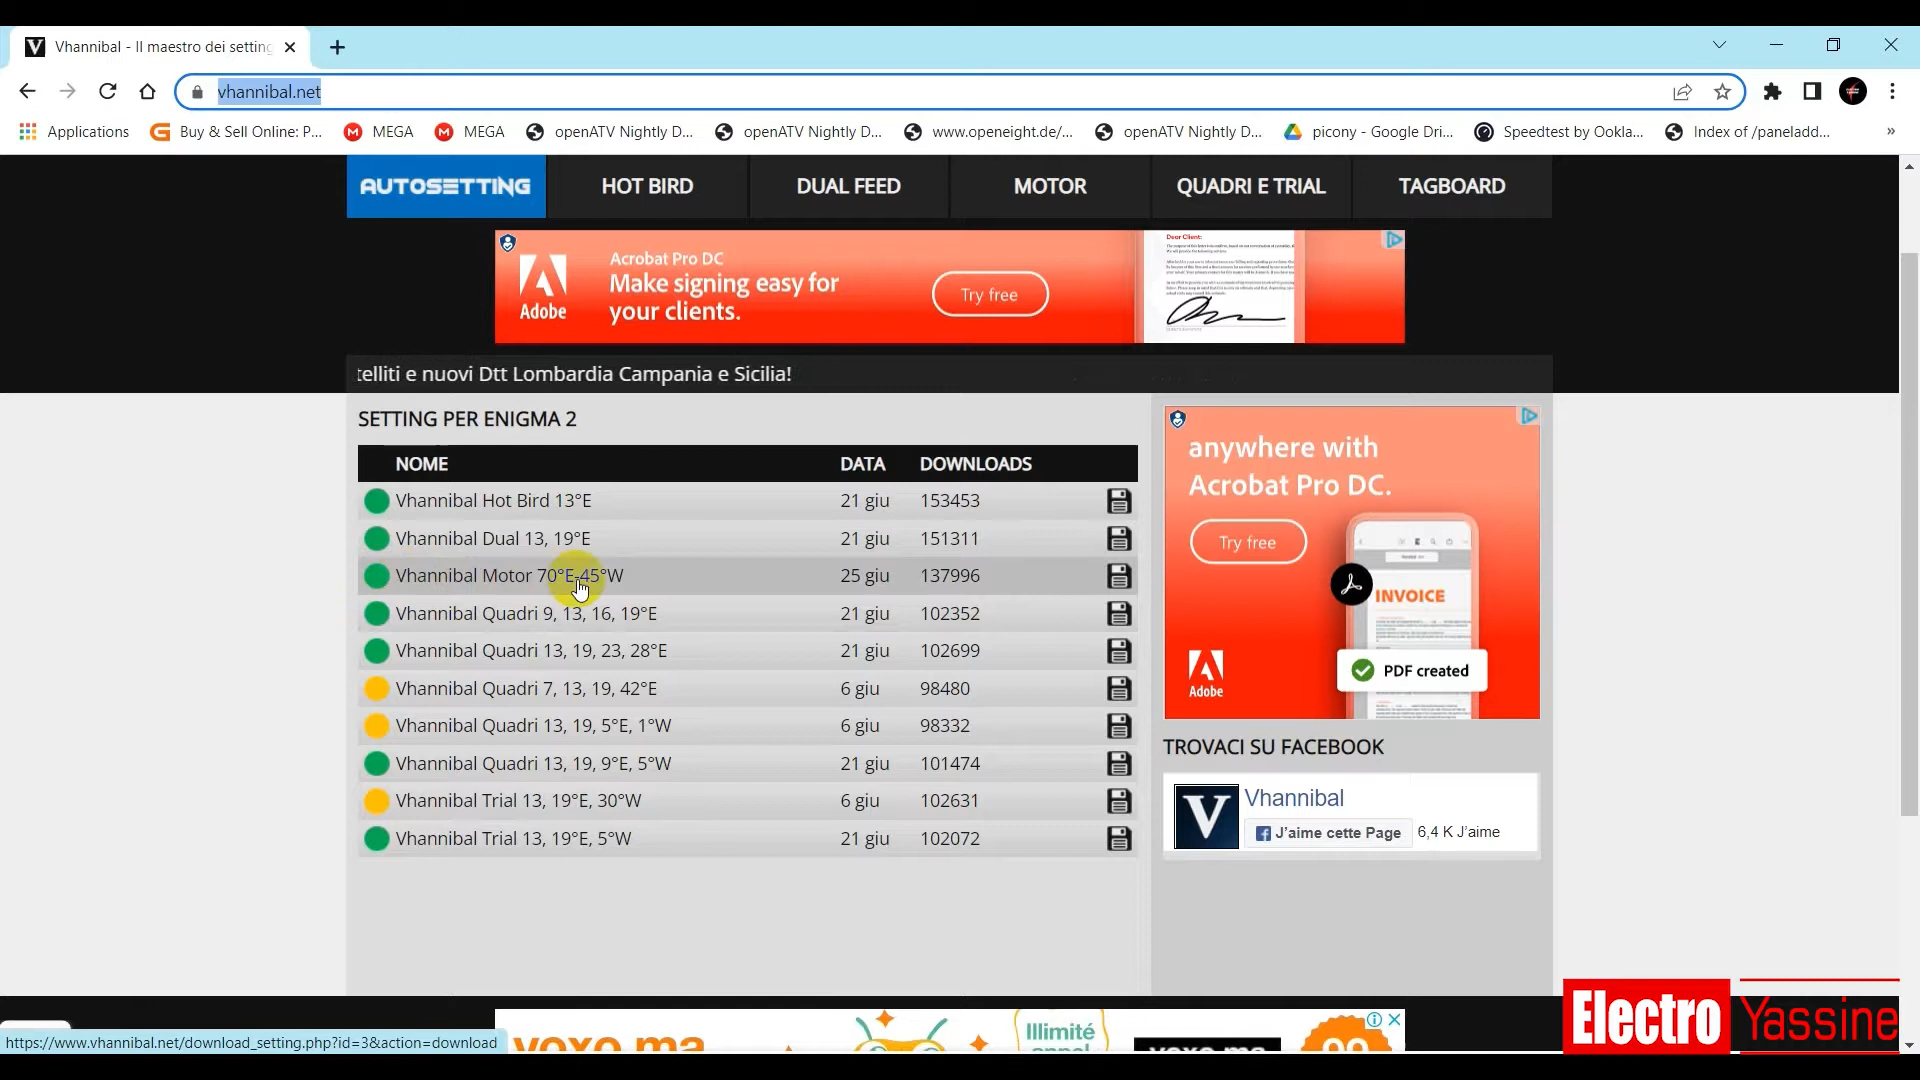 Vhannibal - Il maestro dei setting
vhannibal.net
Applications
Buy & Sell Online: P...
MEGA
MEGA
openATV Nightly D...
openATV Nightly D...
www.openeight.de/...
openATV Nightly D...
picony - Google Dri...
Speedtest by Ookla...
Index of /paneladd...
»
AUTOSETTING
HOT BIRD
DUAL FEED
MOTOR
QUADRI E TRIAL
TAGBOARD
Adobe
Acrobat Pro DC
Make signing easy for
your clients.
Try free
Dear Client:
telliti e nuovi Dtt Lombardia Campania e Sicilia!
SETTING PER ENIGMA 2
NOME DATA DOWNLOADS
Vhannibal Hot Bird 13°E 21 giu 153453
Vhannibal Dual 13, 19°E 21 giu 151311
Vhannibal Motor 70°E-45°W 25 giu 137996
Vhannibal Quadri 9, 13, 16, 19°E 21 giu 102352
Vhannibal Quadri 13, 19, 23, 28°E 21 giu 102699
Vhannibal Quadri 7, 13, 19, 42°E 6 giu 98480
Vhannibal Quadri 13, 19, 5°E, 1°W 6 giu 98332
Vhannibal Quadri 13, 19, 9°E, 5°W 21 giu 101474
Vhannibal Trial 13, 19°E, 30°W 6 giu 102631
Vhannibal Trial 13, 19°E, 5°W 21 giu 102072
anywhere with
Acrobat Pro DC.
Try free
INVOICE
PDF created
Adobe
TROVACI SU FACEBOOK
V
Vhannibal
J'aime cette Page
6,4 K J'aime
Illimité
https://www.vhannibal.net/download_setting.php?id=3&action=download
Electro Yassine